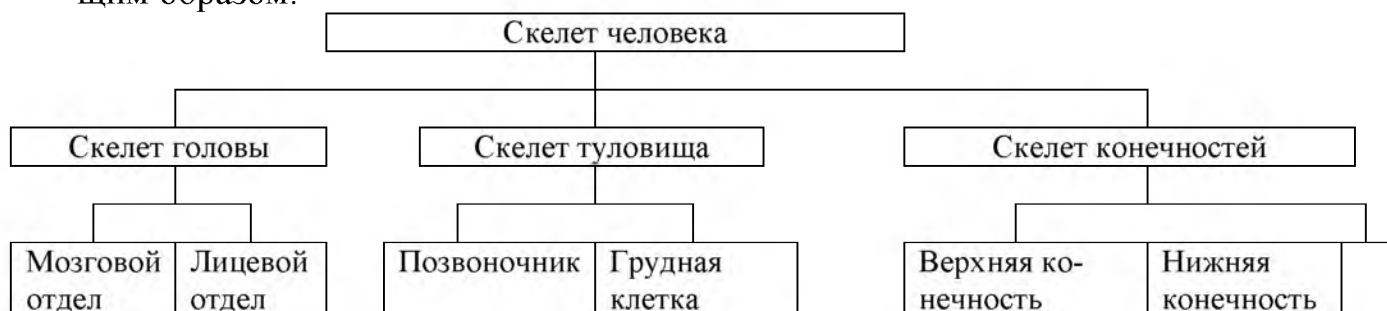 щим образом:
Скелет человека
Скелет головы
Скелет туловища
Скелет конечностей
Мозговой
отдел
Лицевой
отдел
Позвоночник
Грудная
клетка
Верхняя ко-
нечность
Нижняя
конечность